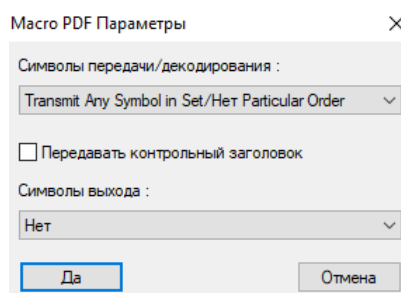 Macro PDF Параметры
Символы передачи/декодирования :
Transmit Any Symbol in Set/Нет Particular Order
Передавать контрольный заголовок
Символы выхода :
Нет
Да Отмена